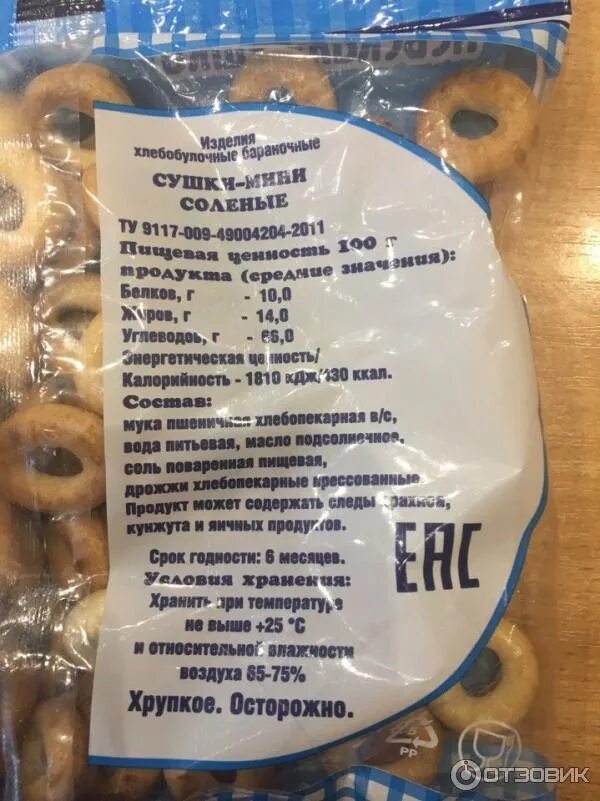 Изделия
хлебобулочные бараночные
СУШКИ-МИНИ
СОЛЕНЫЕ
ТУ 9117-009-49004204-2011
Пищевая ценность 100 г
продукта (средние значения):
Белков, г - 10,0
Жиров, г - 14,0
Углеводов, г - 66,0
Энергетическая ценность/
Калорийность - 1810 кДж/430 ккал.
Состав:
мука пшеничная хлебопекарная в/с,
вода питьевая, масло подсолнечное,
соль поваренная пищевая,
дрожжи хлебопекарные прессованные.
Продукт может содержать следы арахиса,
кунжута и яичных продуктов.
Срок годности: 6 месяцев.
Условия хранения:
Хранить при температуре
не выше +25 °С
и относительной влажности
воздуха 65-75%
Хрупкое. Осторожно.
ЕАС
PP
ОТЗОВИК